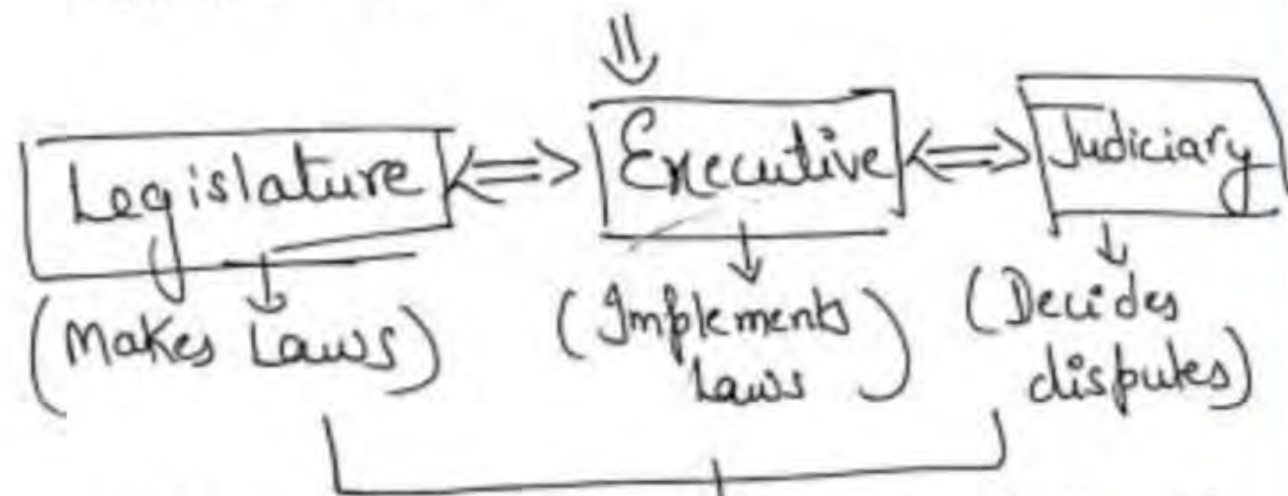 Legislature Executive Judiciary
(Makes Laws) (Implements (Decides
Laws) disputes)